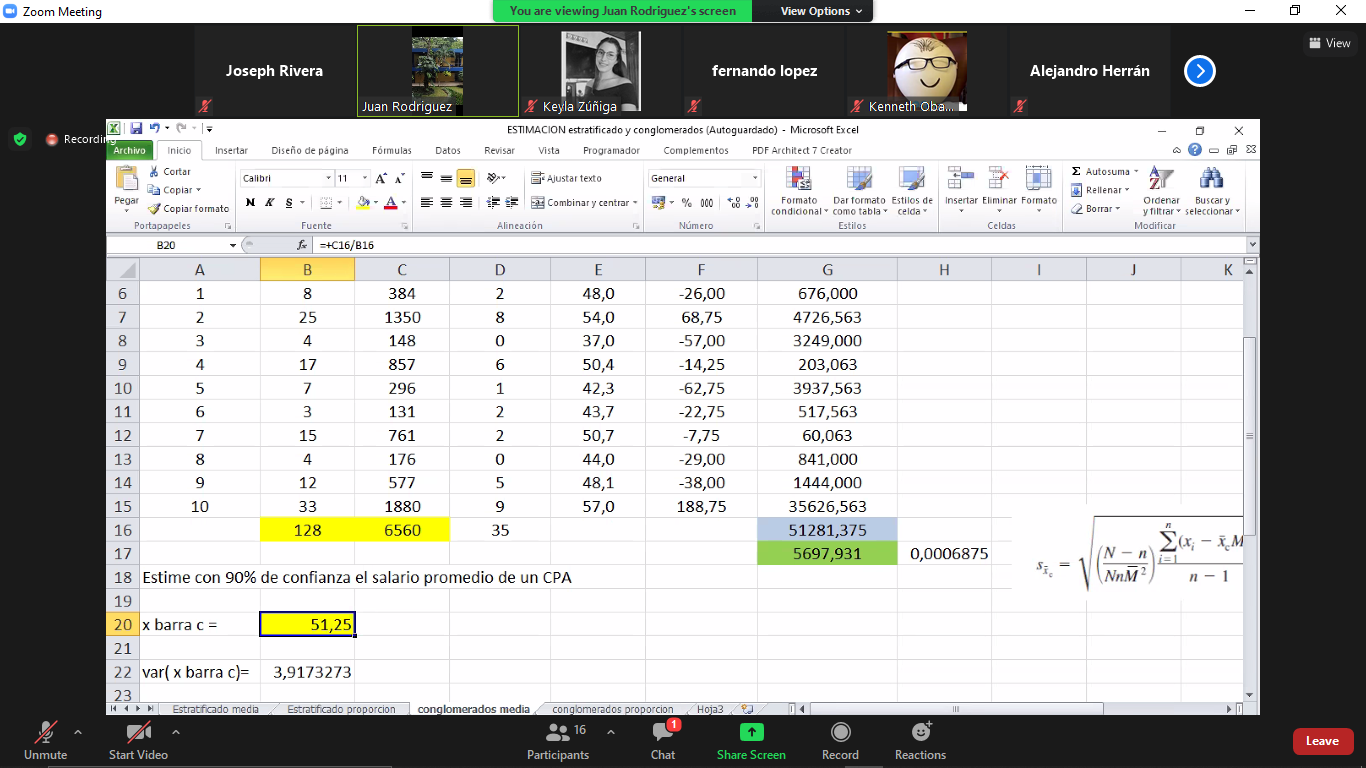 Zoom Meeting
You are viewing Juan Rodriguez's screen
View Options
Joseph Rivera
Juan Rodriguez
Keyla Zúñiga
fernando lopez
Kenneth Oba...
Alejandro Herrán
View
Recording
ESTIMACION estratificado y conglomerados (Autoguardado) - Microsoft Excel
Archivo Inicio Insertar Diseño de página Fórmulas Datos Revisar Vista Programador Complementos PDF Architect 7 Creator
Pegar
Cortar
Copiar
Copiar formato
Portapapeles
Calibri 11
N K S
Fuente
Ajustar texto
Combinar y centrar
Alineación
General
% 000
Número
Formato condicional
Dar formato como tabla
Estilos de celda
Estilos
Insertar Eliminar Formato
Celdas
Autosuma
Rellenar
Borrar
Ordenar y filtrar
Buscar y seleccionar
Modificar
B20 fx =+C16/B16
A B C D E F G H I J K
6 1 8 384 2 48,0 -26,00 676,000
7 2 25 1350 8 54,0 68,75 4726,563
8 3 4 148 0 37,0 -57,00 3249,000
9 4 17 857 6 50,4 -14,25 203,063
10 5 7 296 1 42,3 -62,75 3937,563
11 6 3 131 2 43,7 -22,75 517,563
12 7 15 761 2 50,7 -7,75 60,063
13 8 4 176 0 44,0 -29,00 841,000
14 9 12 577 5 48,1 -38,00 1444,000
15 10 33 1880 9 57,0 188,75 35626,563
16 128 6560 35 51281,375
17 5697,931 0,0006875
s x̄c = √ (N − n / NnM̄²) Σ i=1 n (xi − x̄cM / n − 1
18 Estime con 90% de confianza el salario promedio de un CPA
19
20 x barra c = 51,25
21
22 var( x barra c)= 3,9173273
23
Estratificado media Estratificado proporcion conglomerados media conglomerados proporcion Hoja3
Unmute
Start Video
16
Participants
1
Chat
Share Screen
Record
Reactions
Leave